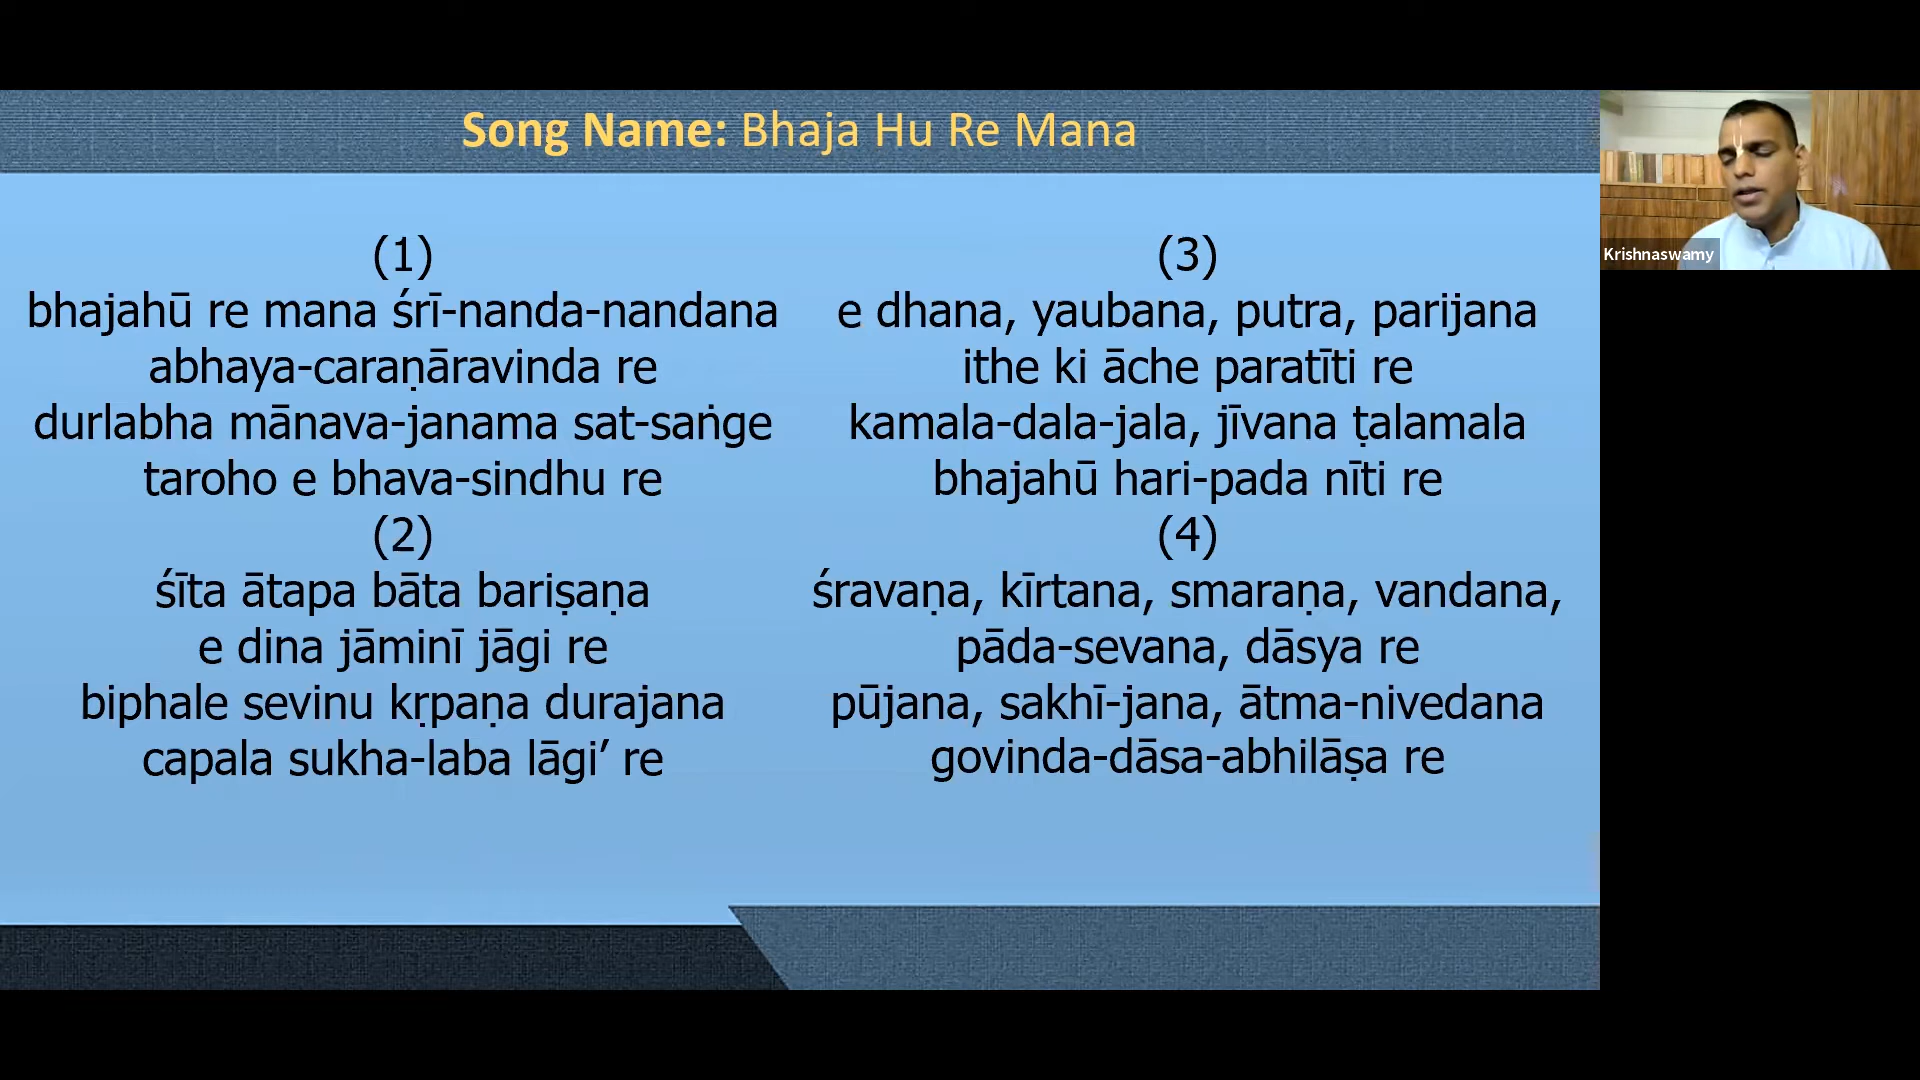 Song Name: Bhaja Hu Re Mana
(1)
bhajahū re mana śrī-nanda-nandana
abhaya-caraṇāravinda re
durlabha mānava-janama sat-saṅge
taroho e bhava-sindhu re
(2)
śīta ātapa bāta bariṣaṇa
e dina jāminī jāgi re
biphale sevinu kṛpaṇa durajana
capala sukha-laba lāgi’ re
(3)
e dhana, yaubana, putra, parijana
ithe ki āche paratīti re
kamala-dala-jala, jīvana ṭalamala
bhajahū hari-pada nīti re
(4)
śravaṇa, kīrtana, smaraṇa, vandana,
pāda-sevana, dāsya re
pūjana, sakhī-jana, ātma-nivedana
govinda-dāsa-abhilāṣa re
Krishnaswamy